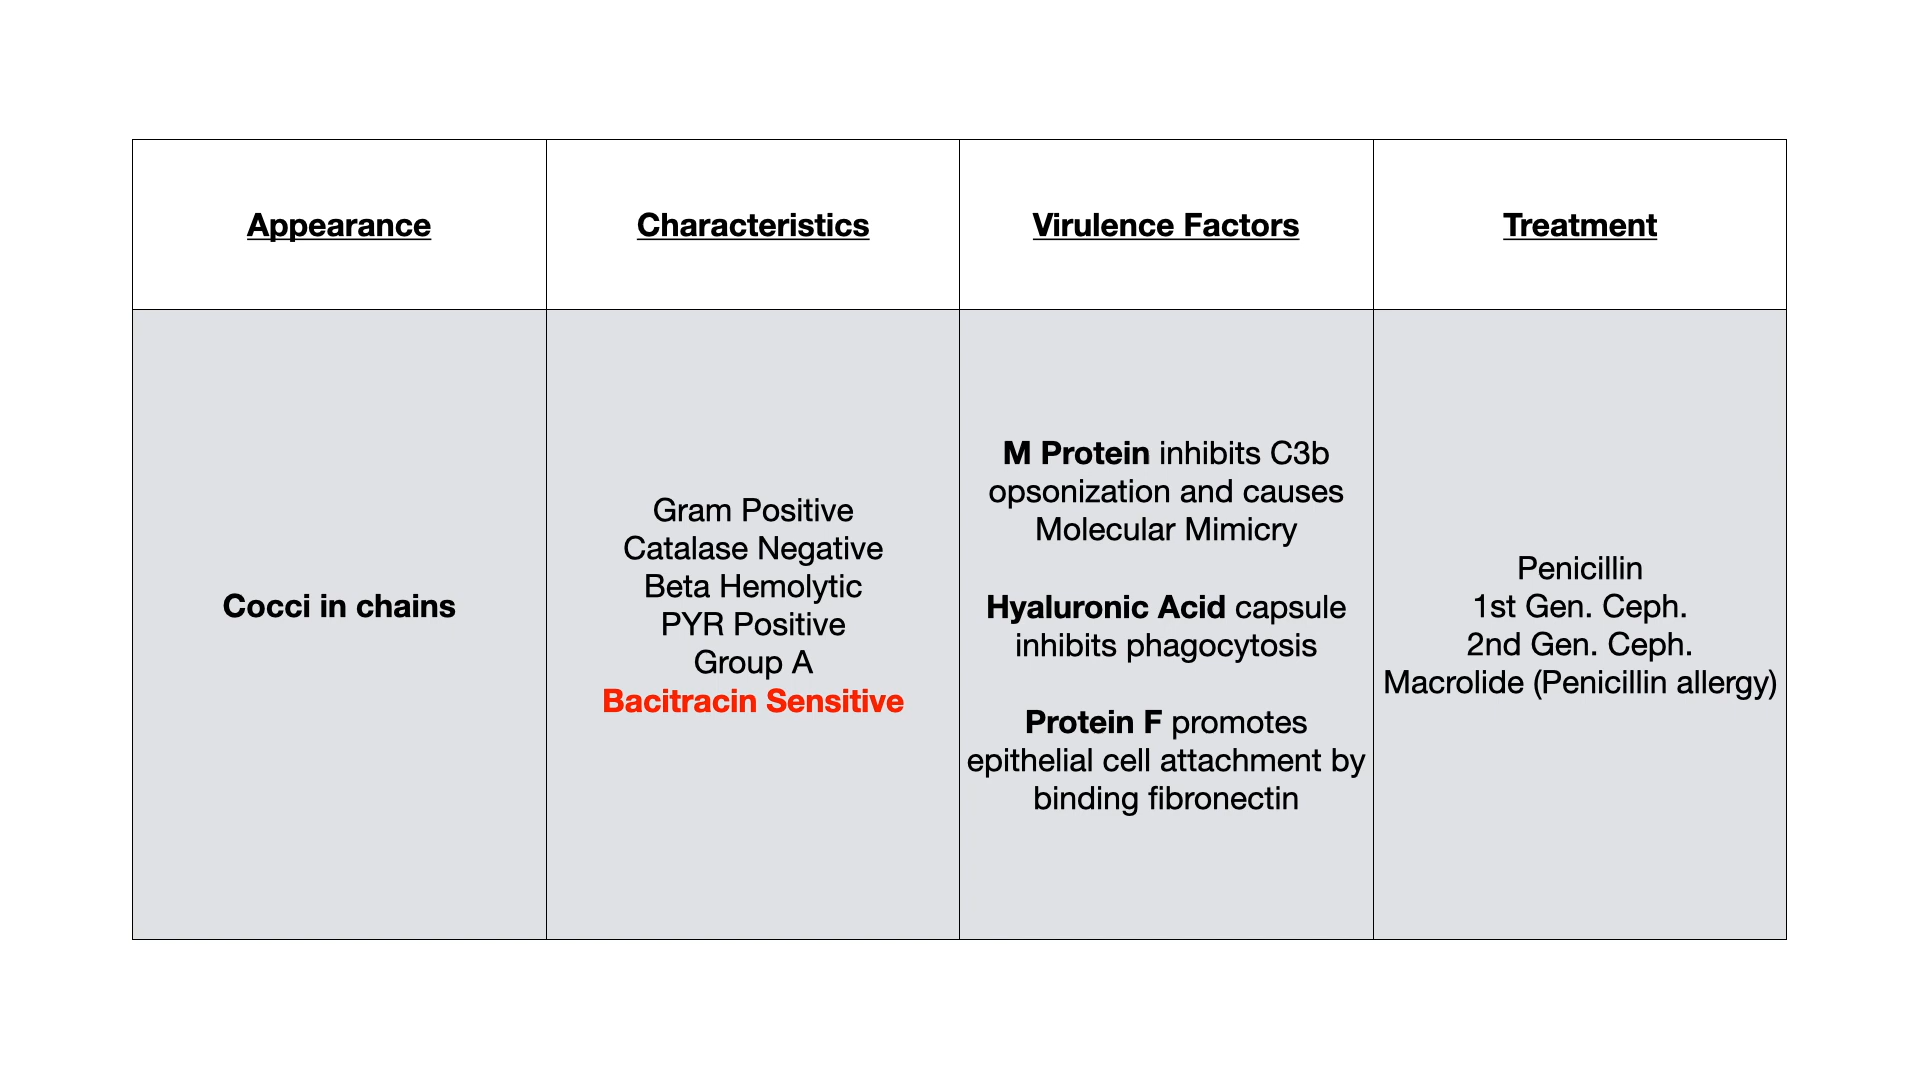 Appearance
Characteristics
Virulence Factors
Treatment
Cocci in chains
Gram Positive
Catalase Negative
Beta Hemolytic
PYR Positive
Group A
Bacitracin Sensitive
M Protein inhibits C3b
opsonization and causes
Molecular Mimicry
Hyaluronic Acid capsule
inhibits phagocytosis
Protein F promotes
epithelial cell attachment by
binding fibronectin
Penicillin
1st Gen. Ceph.
2nd Gen. Ceph.
Macrolide (Penicillin allergy)